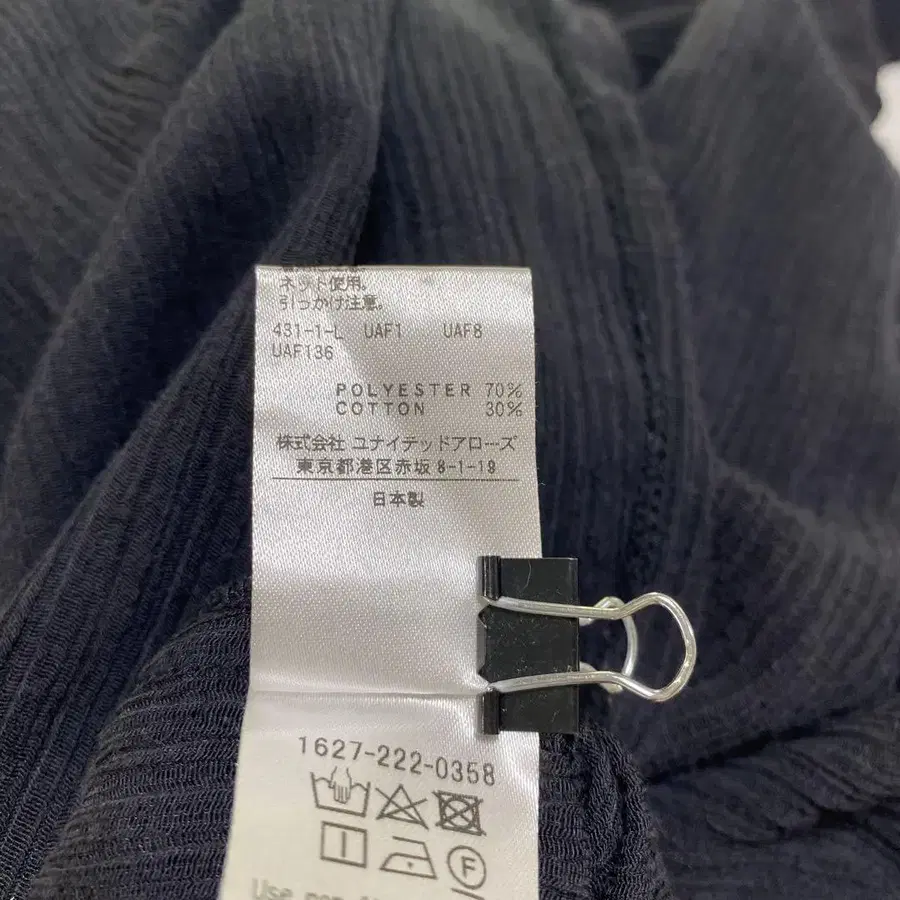 ネット使用。
引っかけ注意。
431-1-L UAF1 UAF8
UAF136
POLYESTER 70%
COTTON 30%
株式会社 ユナイテッドアローズ
東京都港区赤坂8-1-19
日本製
1627-222-0358
F
Use